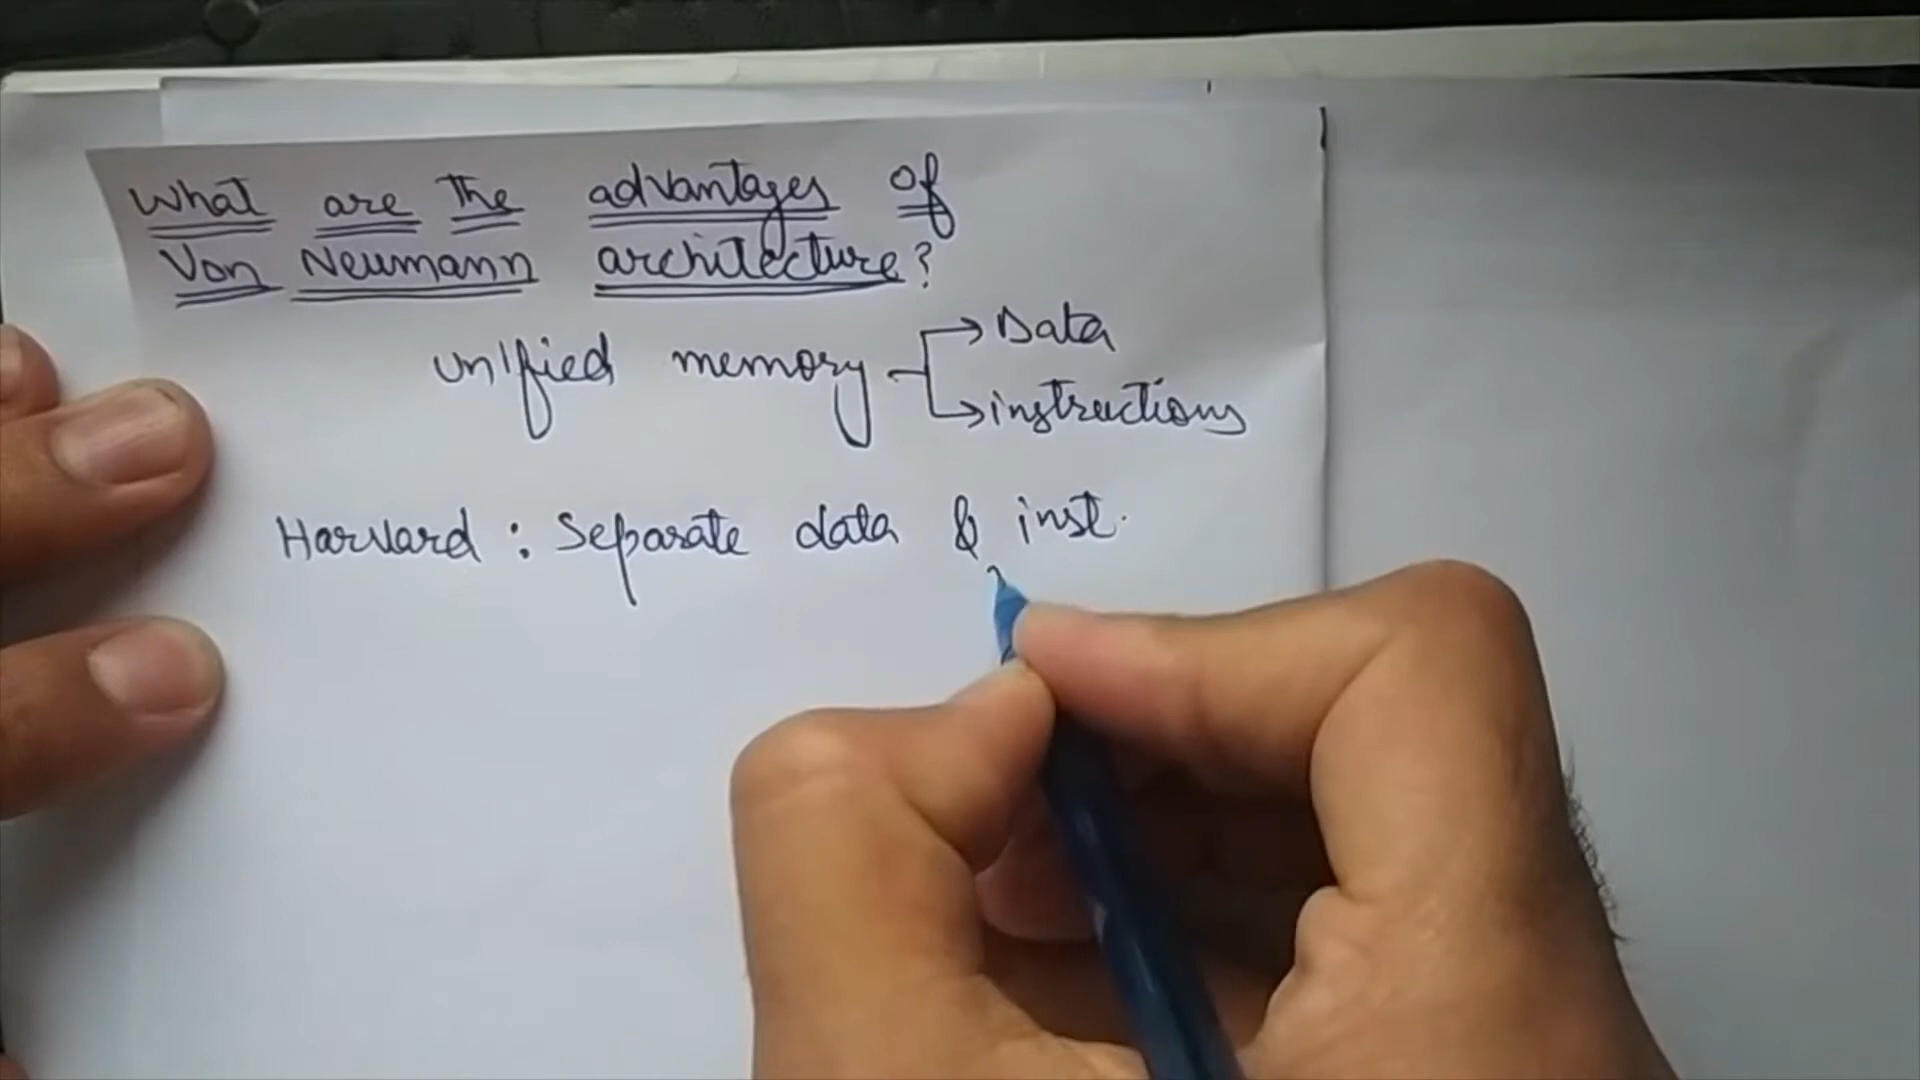 What are the advantages of
Von Neumann architecture?
unified memory → Data
→ instructions
Harvard : Separate data & inst.